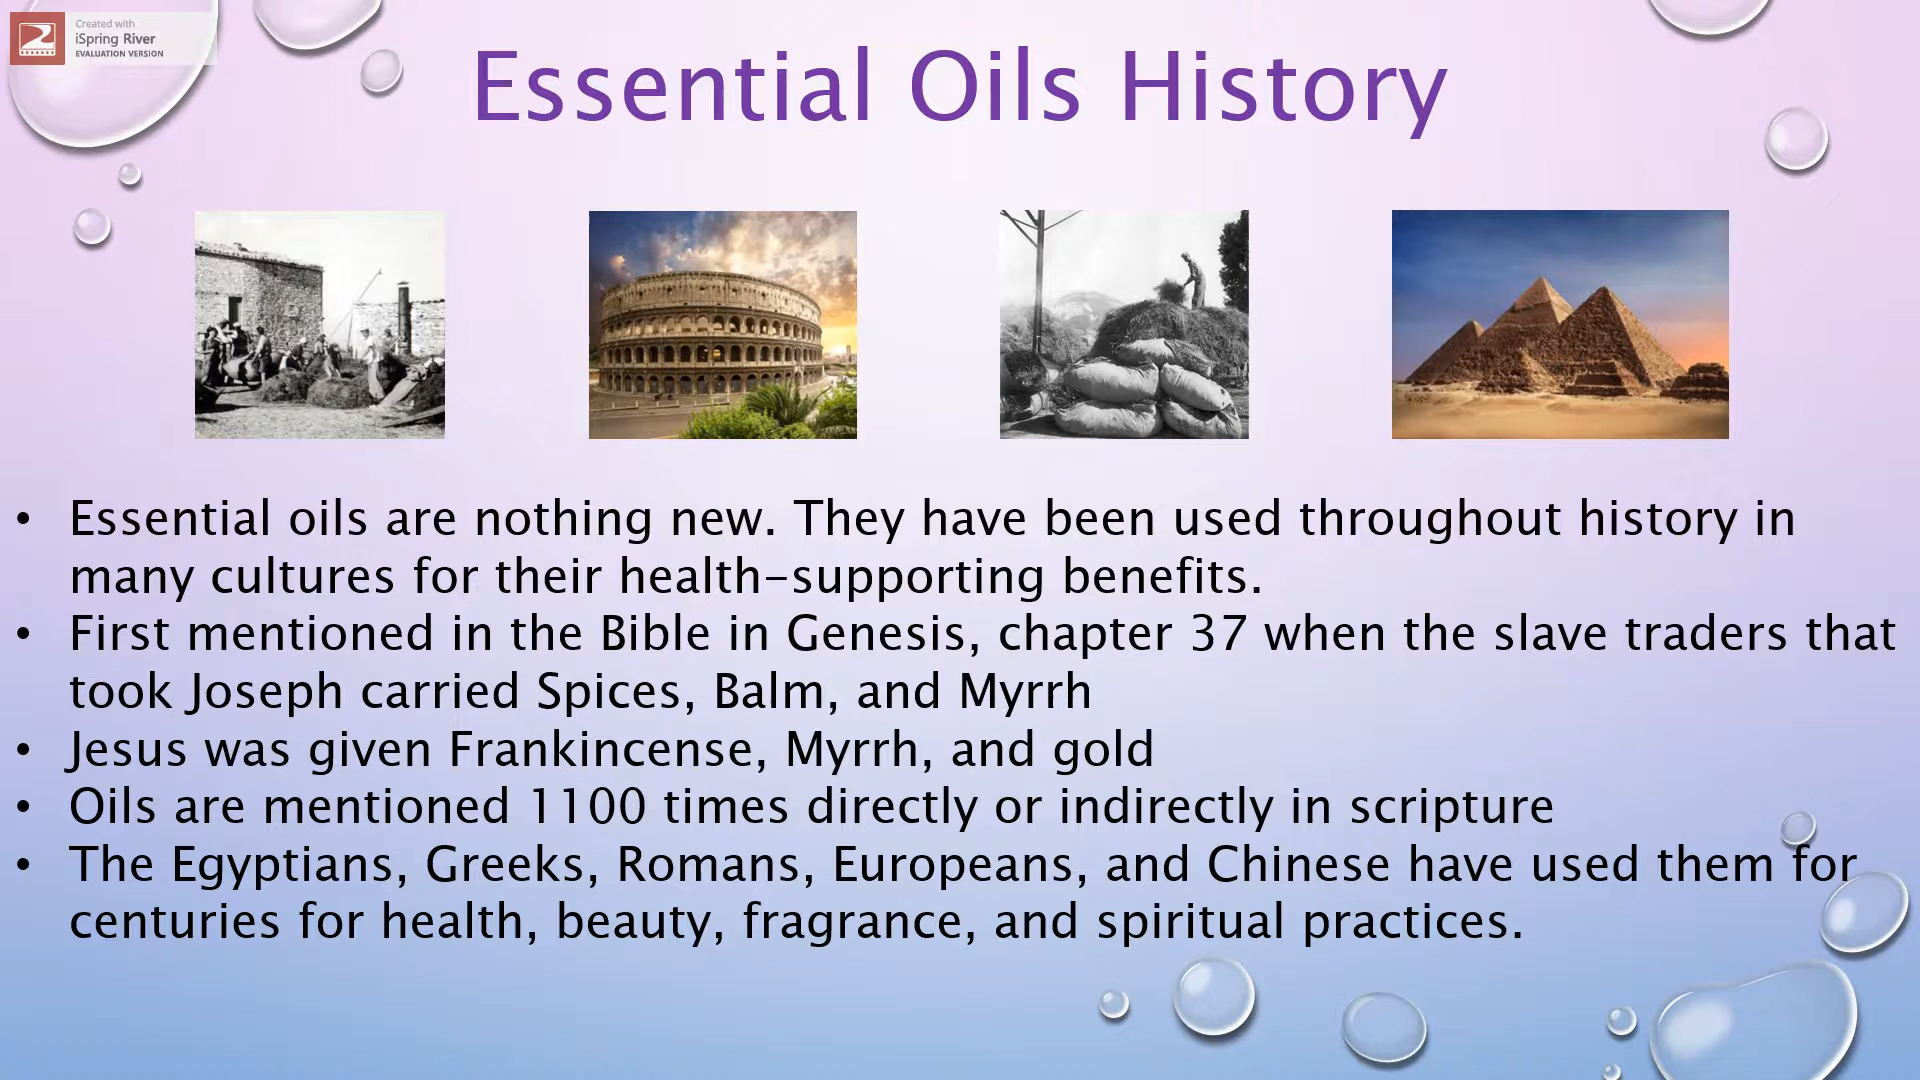 Created with
iSpring River
EVALUATION VERSION
Essential Oils History
• Essential oils are nothing new. They have been used throughout history in
many cultures for their health-supporting benefits.
• First mentioned in the Bible in Genesis, chapter 37 when the slave traders that
took Joseph carried Spices, Balm, and Myrrh
• Jesus was given Frankincense, Myrrh, and gold
• Oils are mentioned 1100 times directly or indirectly in scripture
• The Egyptians, Greeks, Romans, Europeans, and Chinese have used them for
centuries for health, beauty, fragrance, and spiritual practices.